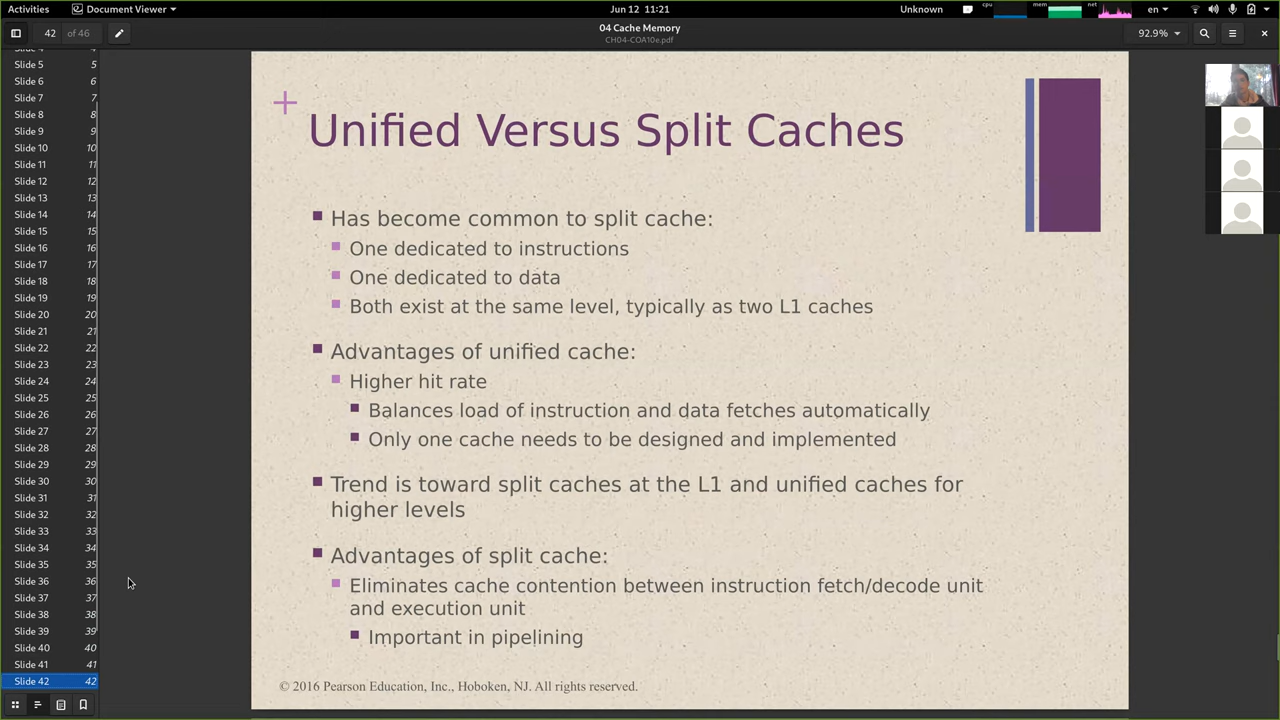 Activities
Document Viewer
Jun 12 11:21
Unknown
cpu
mem
net
en
42 of 46
04 Cache Memory
CH04-COA10e.pdf
92.9%
Slide 5 5
Slide 6 6
Slide 7 7
Slide 8 8
Slide 9 9
Slide 10 10
Slide 11 11
Slide 12 12
Slide 13 13
Slide 14 14
Slide 15 15
Slide 16 16
Slide 17 17
Slide 18 18
Slide 19 19
Slide 20 20
Slide 21 21
Slide 22 22
Slide 23 23
Slide 24 24
Slide 25 25
Slide 26 26
Slide 27 27
Slide 28 28
Slide 29 29
Slide 30 30
Slide 31 31
Slide 32 32
Slide 33 33
Slide 34 34
Slide 35 35
Slide 36 36
Slide 37 37
Slide 38 38
Slide 39 39
Slide 40 40
Slide 41 41
Slide 42 42
+
Unified Versus Split Caches
Has become common to split cache:
One dedicated to instructions
One dedicated to data
Both exist at the same level, typically as two L1 caches
Advantages of unified cache:
Higher hit rate
Balances load of instruction and data fetches automatically
Only one cache needs to be designed and implemented
Trend is toward split caches at the L1 and unified caches for
higher levels
Advantages of split cache:
Eliminates cache contention between instruction fetch/decode unit
and execution unit
Important in pipelining
© 2016 Pearson Education, Inc., Hoboken, NJ. All rights reserved.